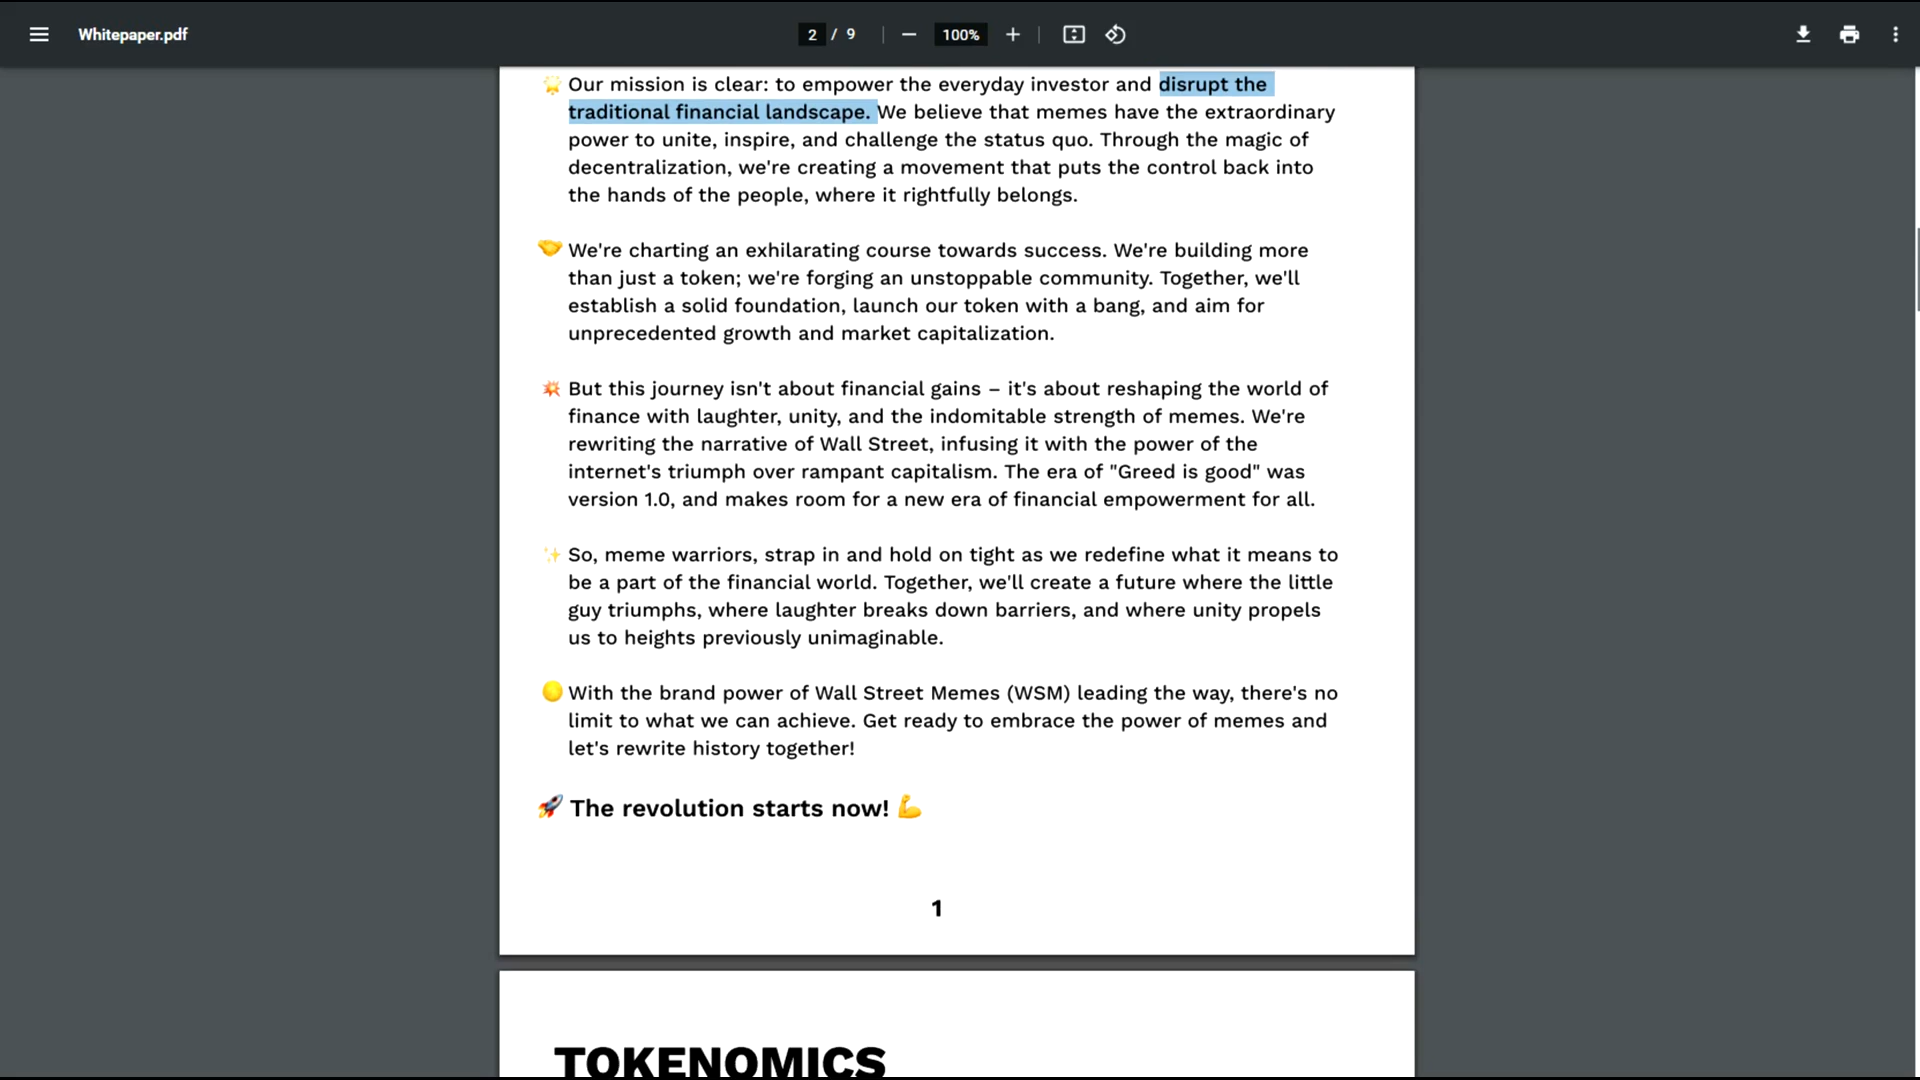 Whitepaper.pdf
2 / 9
100%
🌟 Our mission is clear: to empower the everyday investor and disrupt the
traditional financial landscape. We believe that memes have the extraordinary
power to unite, inspire, and challenge the status quo. Through the magic of
decentralization, we're creating a movement that puts the control back into
the hands of the people, where it rightfully belongs.
🤝 We're charting an exhilarating course towards success. We're building more
than just a token; we're forging an unstoppable community. Together, we'll
establish a solid foundation, launch our token with a bang, and aim for
unprecedented growth and market capitalization.
💥 But this journey isn't about financial gains – it's about reshaping the world of
finance with laughter, unity, and the indomitable strength of memes. We're
rewriting the narrative of Wall Street, infusing it with the power of the
internet's triumph over rampant capitalism. The era of "Greed is good" was
version 1.0, and makes room for a new era of financial empowerment for all.
✨ So, meme warriors, strap in and hold on tight as we redefine what it means to
be a part of the financial world. Together, we'll create a future where the little
guy triumphs, where laughter breaks down barriers, and where unity propels
us to heights previously unimaginable.
🟡 With the brand power of Wall Street Memes (WSM) leading the way, there's no
limit to what we can achieve. Get ready to embrace the power of memes and
let's rewrite history together!
🚀 The revolution starts now! 💪
1
TOKENOMICS